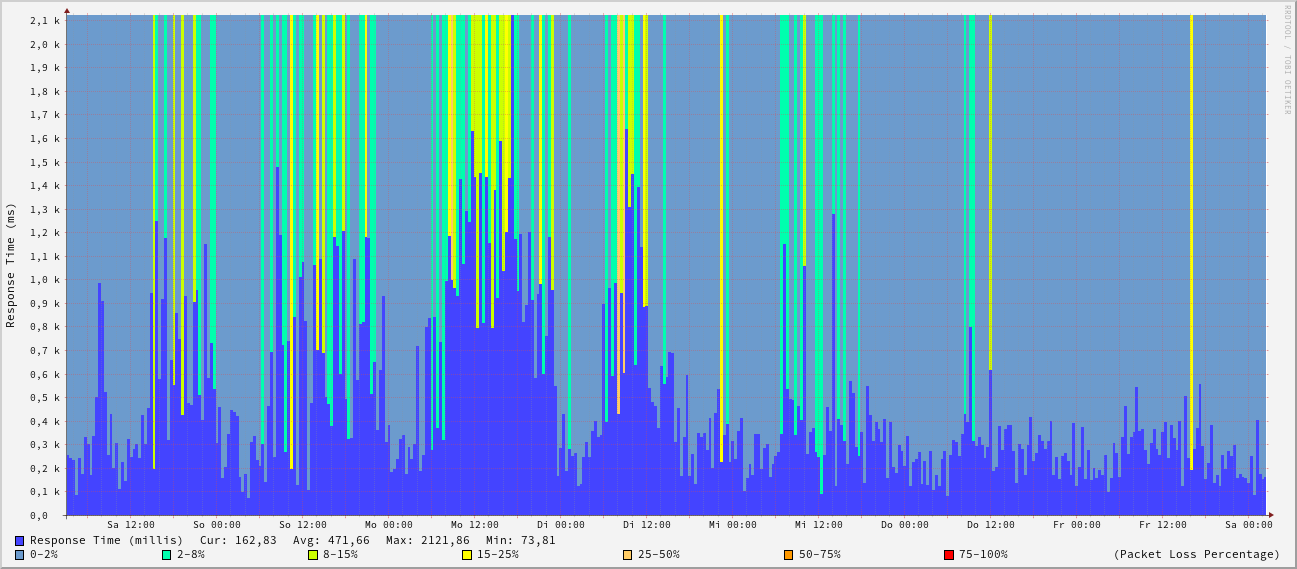 RRDTOOL / TOBI OETIKER
Response Time (ms)
2,1 k
2,0 k
1,9 k
1,8 k
1,7 k
1,6 k
1,5 k
1,4 k
1,3 k
1,2 k
1,1 k
1,0 k
0,9 k
0,8 k
0,7 k
0,6 k
0,5 k
0,4 k
0,3 k
0,2 k
0,1 k
0,0
Sa 12:00 So 00:00 So 12:00 Mo 00:00 Mo 12:00 Di 00:00 Di 12:00 Mi 00:00 Mi 12:00 Do 00:00 Do 12:00 Fr 00:00 Fr 12:00 Sa 00:00
Response Time (millis) Cur: 162,83 Avg: 471,66 Max: 2121,86 Min: 73,81
0-2% 2-8% 8-15% 15-25% 25-50% 50-75% 75-100% (Packet Loss Percentage)